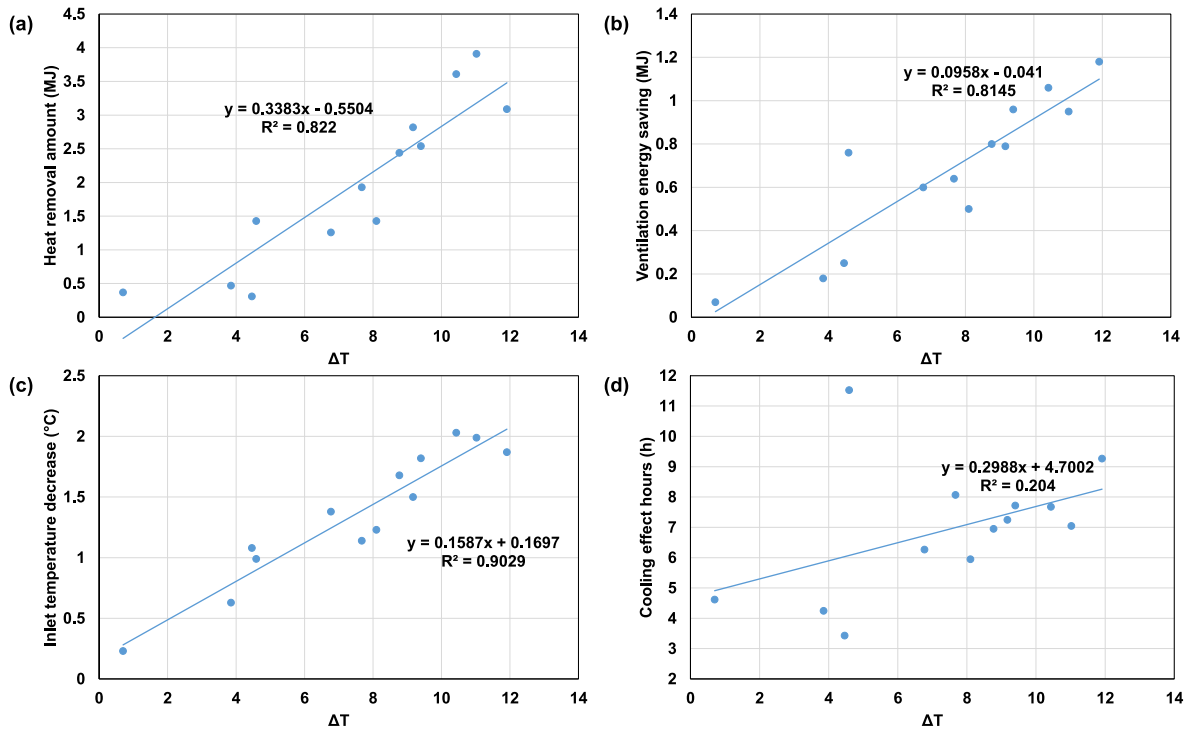 (a)
4.5
4
3.5
3
2.5
2
1.5
1
0.5
0
Heat removal amount (MJ)
y = 0.3383x - 0.5504
R² = 0.822
0 2 4 6 8 10 12 14
ΔT
(b)
1.4
1.2
1
0.8
0.6
0.4
0.2
0
Ventilation energy saving (MJ)
y = 0.0958x - 0.041
R² = 0.8145
0 2 4 6 8 10 12 14
ΔT
(c)
2.5
2
1.5
1
0.5
0
Inlet temperature decrease (°C)
y = 0.1587x + 0.1697
R² = 0.9029
0 2 4 6 8 10 12 14
ΔT
(d)
12
11
10
9
8
7
6
5
4
3
2
Cooling effect hours (h)
y = 0.2988x + 4.7002
R² = 0.204
0 2 4 6 8 10 12 14
ΔT